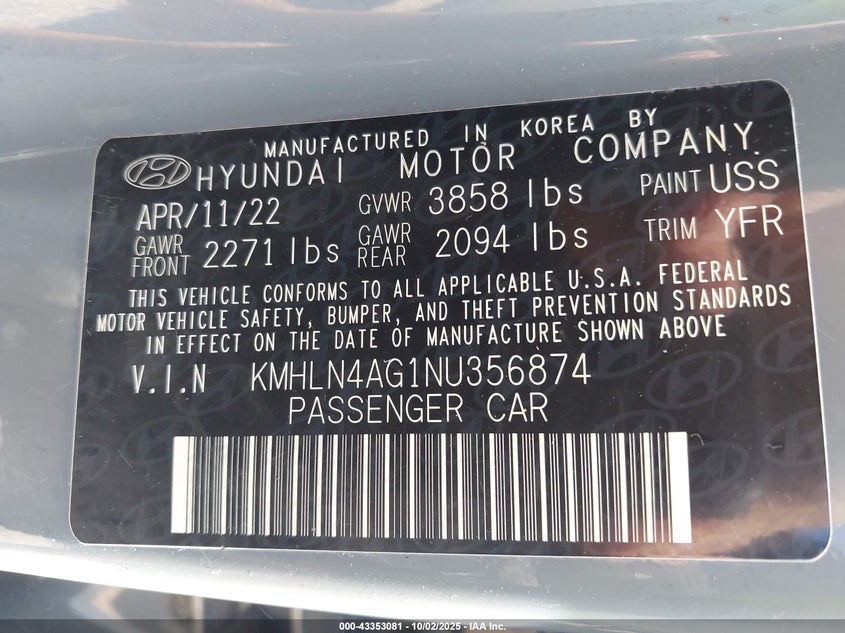 MANUFACTURED IN KOREA BY
HYUNDAI MOTOR COMPANY
APR/11/22 GVWR 3858 lbs PAINT USS
GAWR FRONT 2271 lbs GAWR REAR 2094 lbs TRIM YFR
THIS VEHICLE CONFORMS TO ALL APPLICABLE U.S.A. FEDERAL
MOTOR VEHICLE SAFETY, BUMPER, AND THEFT PREVENTION STANDARDS
IN EFFECT ON THE DATE OF MANUFACTURE SHOWN ABOVE
V.I.N KMHLN4AG1NU356874
PASSENGER CAR
000-43353081 - 10/02/2025 - IAA Inc.